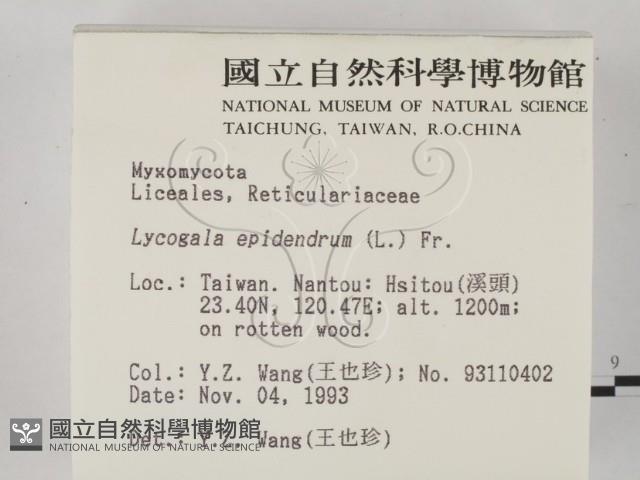 國立自然科學博物館
NATIONAL MUSEUM OF NATURAL SCIENCE
TAICHUNG, TAIWAN, R.O.CHINA
Myxomycota
Liceales, Reticulariaceae
Lycogala epidendrum (L.) Fr.
Loc.: Taiwan. Nantou: Hsitou(溪頭)
23.40N, 120.47E; alt. 1200m;
on rotten wood.
Col.: Y.Z. Wang(王也珍); No. 93110402
Date: Nov. 04, 1993
Det.: Y.Z. Wang(王也珍)
國立自然科學博物館
NATIONAL MUSEUM OF NATURAL SCIENCE
9